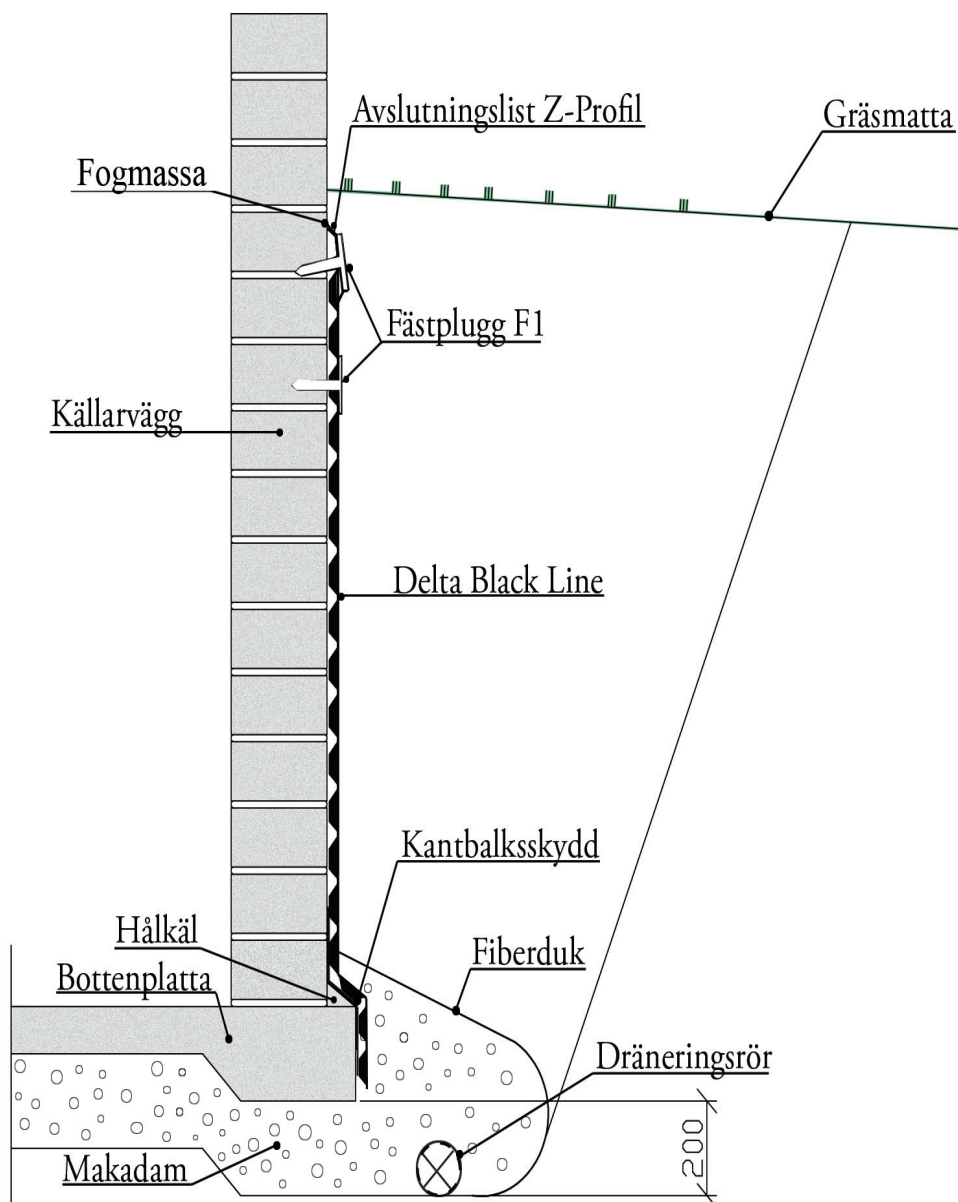 Avslutningslist Z-Profil
Gräsmatta
Fogmassa
Fästplugg F1
Källarvägg
Delta Black Line
Kantbalksskydd
Hålkäl
Fiberduk
Bottenplatta
Dräneringsrör
200
Makadam